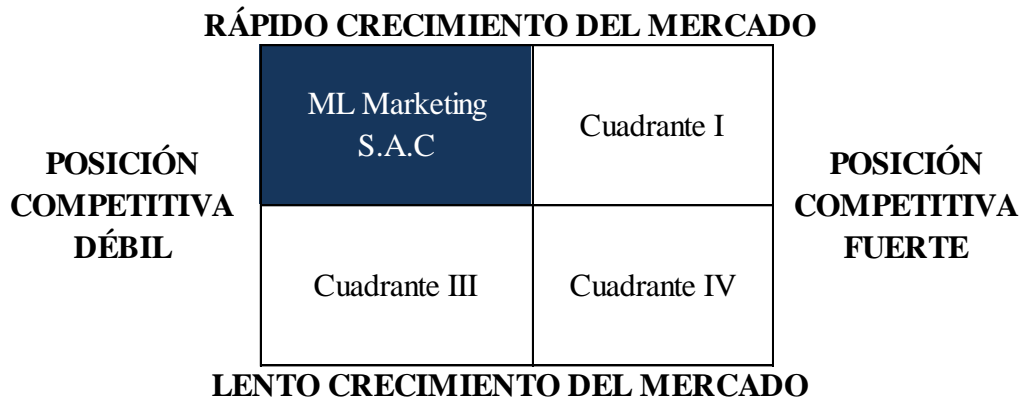 RÁPIDO CRECIMIENTO DEL MERCADO
ML Marketing
S.A.C
Cuadrante I
POSICIÓN
COMPETITIVA
DÉBIL
POSICIÓN
COMPETITIVA
FUERTE
Cuadrante III
Cuadrante IV
LENTO CRECIMIENTO DEL MERCADO